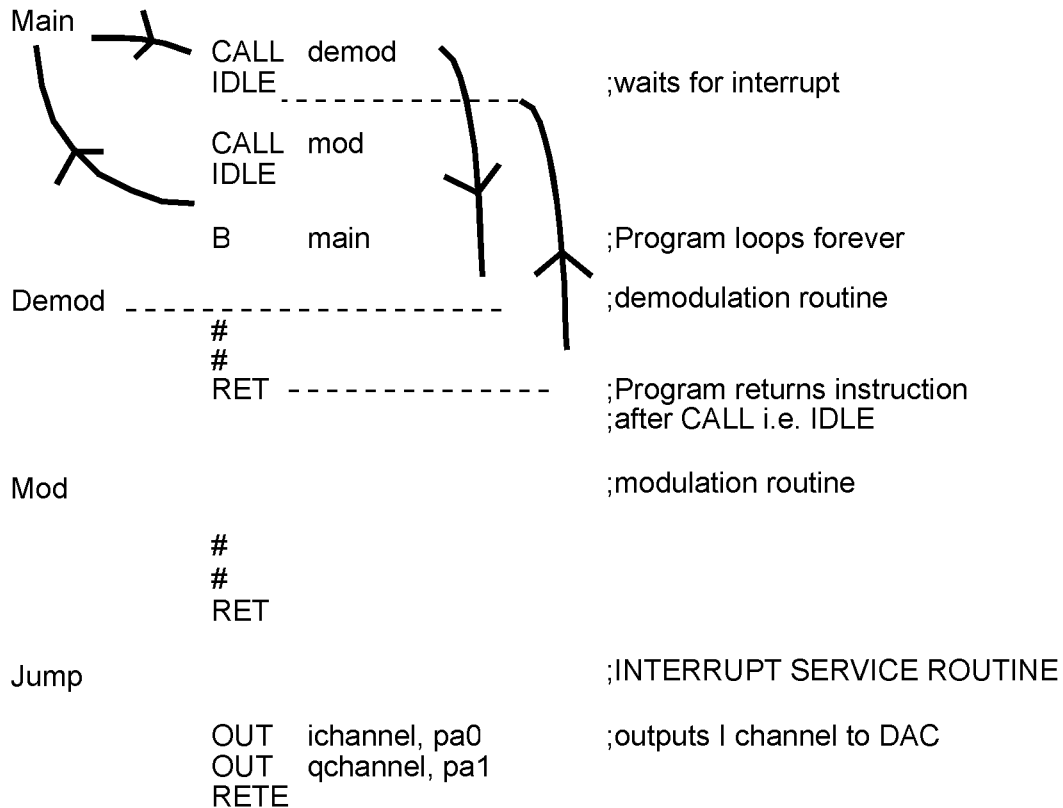 Main
CALL demod
IDLE ;waits for interrupt
CALL mod
IDLE
B main ;Program loops forever
Demod ;demodulation routine
#
#
RET ;Program returns instruction
;after CALL i.e. IDLE
Mod ;modulation routine
#
#
RET
Jump ;INTERRUPT SERVICE ROUTINE
OUT ichannel, pa0 ;outputs I channel to DAC
OUT qchannel, pa1
RETE